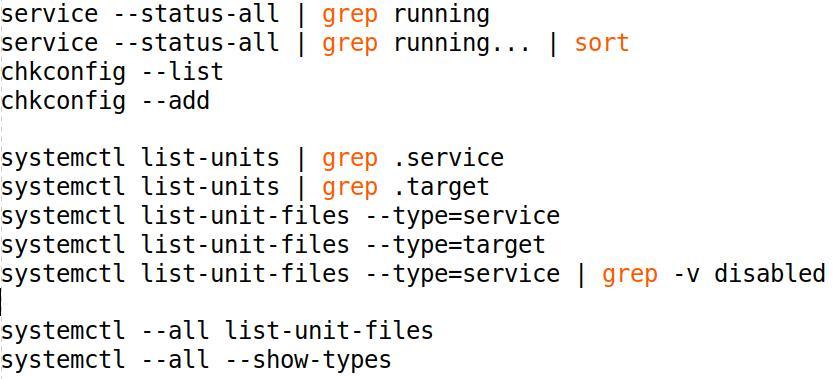 service --status-all | grep running
service --status-all | grep running... | sort
chkconfig --list
chkconfig --add
systemctl list-units | grep .service
systemctl list-units | grep .target
systemctl list-unit-files --type=service
systemctl list-unit-files --type=target
systemctl list-unit-files --type=service | grep -v disabled
systemctl --all list-unit-files
systemctl --all --show-types